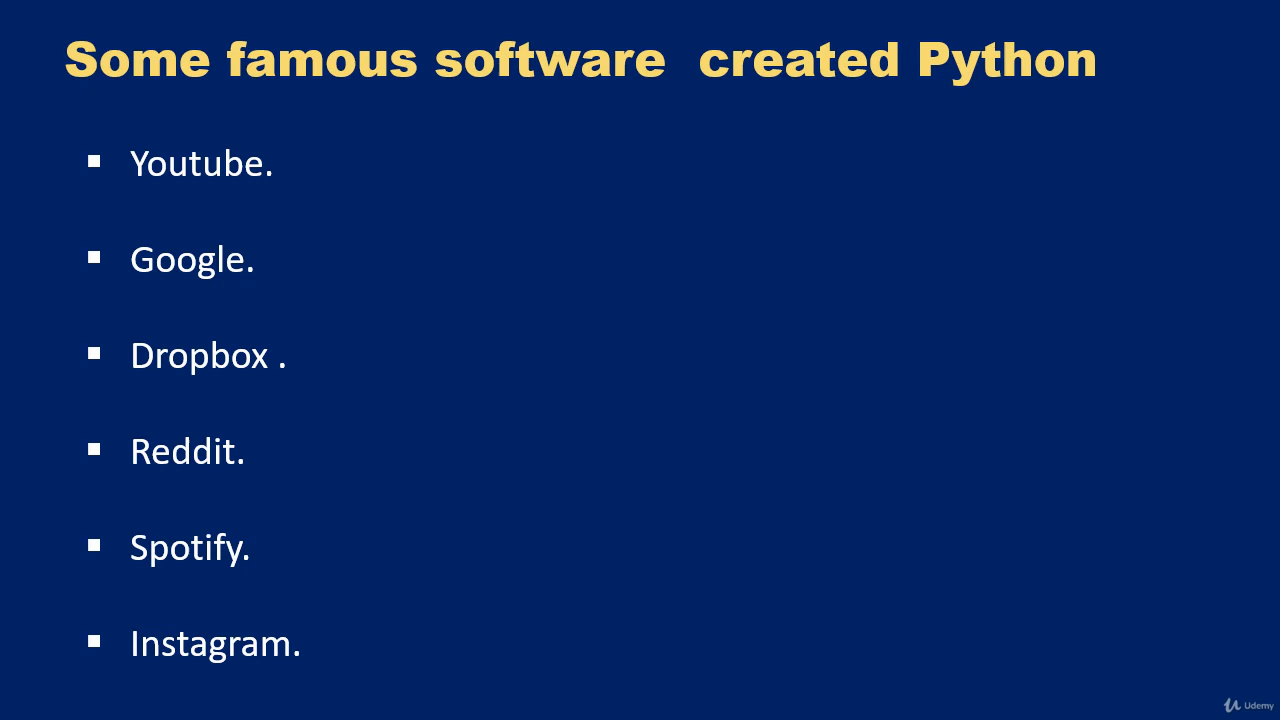 Some famous software  created Python
▪ Youtube.
▪ Google.
▪ Dropbox .
▪ Reddit.
▪ Spotify.
▪ Instagram.
Udemy